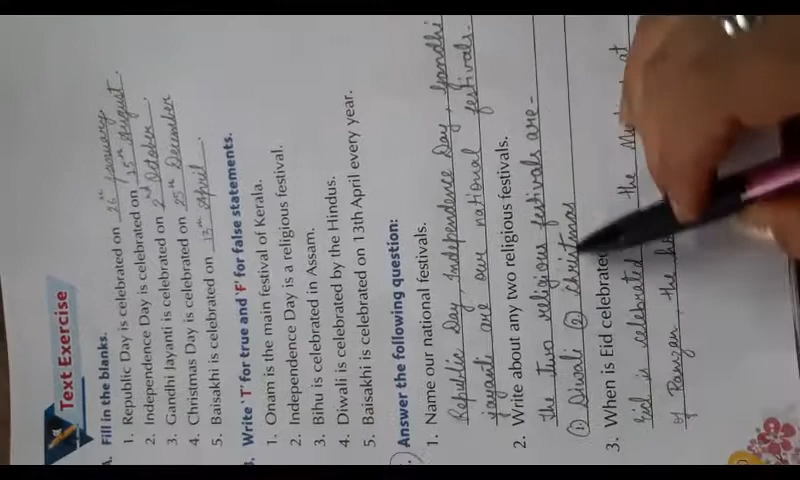 Text Exercise
Fill in the blanks.
1. Republic Day is celebrated on 26th January
2. Independence Day is celebrated on 15th August.
3. Gandhi Jayanti is celebrated on 2nd October.
4. Christmas Day is celebrated on 25th December
5. Baisakhi is celebrated on 13th April.
Write 'T' for true and 'F' for false statements.
1. Onam is the main festival of Kerala.
2. Independence Day is a religious festival.
3. Bihu is celebrated in Assam.
4. Diwali is celebrated by the Hindus.
5. Baisakhi is celebrated on 13th April every year.
Answer the following question:
1. Name our national festivals.
Republic Day, Independence Day, Gandhi
jayanti are our national festivals.
2. Write about any two religious festivals.
the two religious festivals are-
① Diwali ② christmas
3. When is Eid celebrated
Eid is celebrated the at
of Ramzan, the